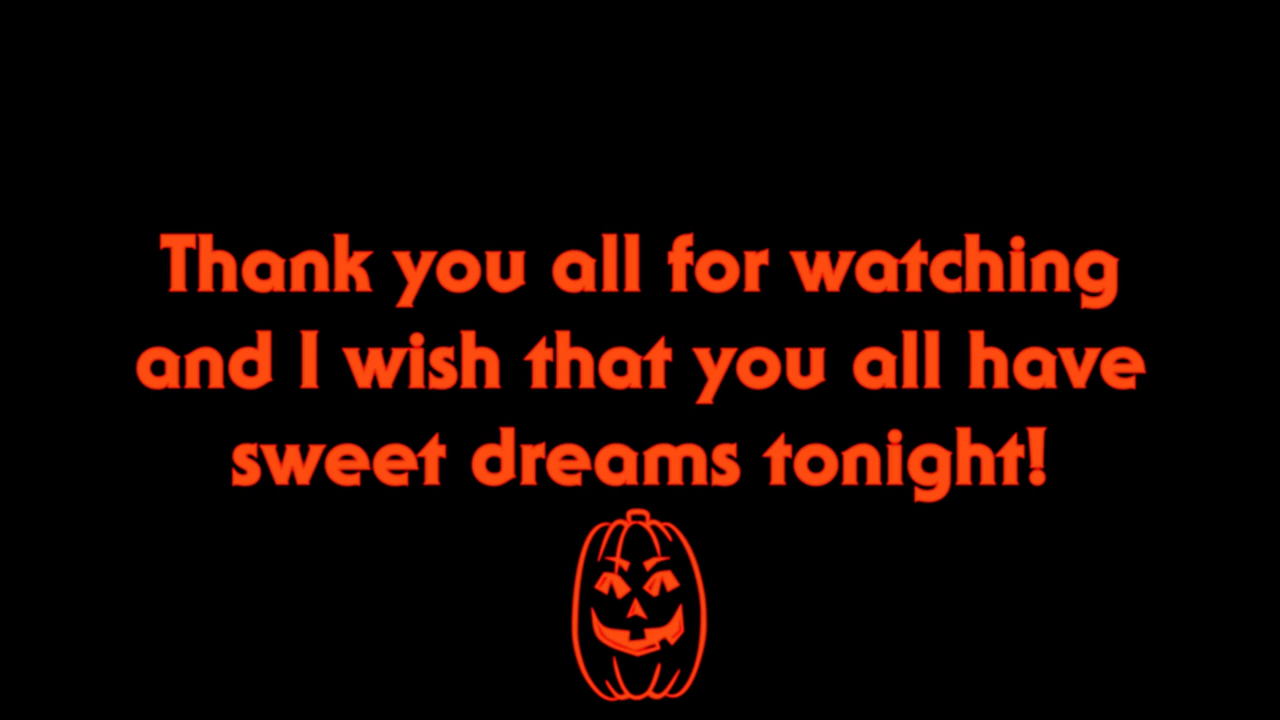 Thank you all for watching
and I wish that you all have
sweet dreams tonight!